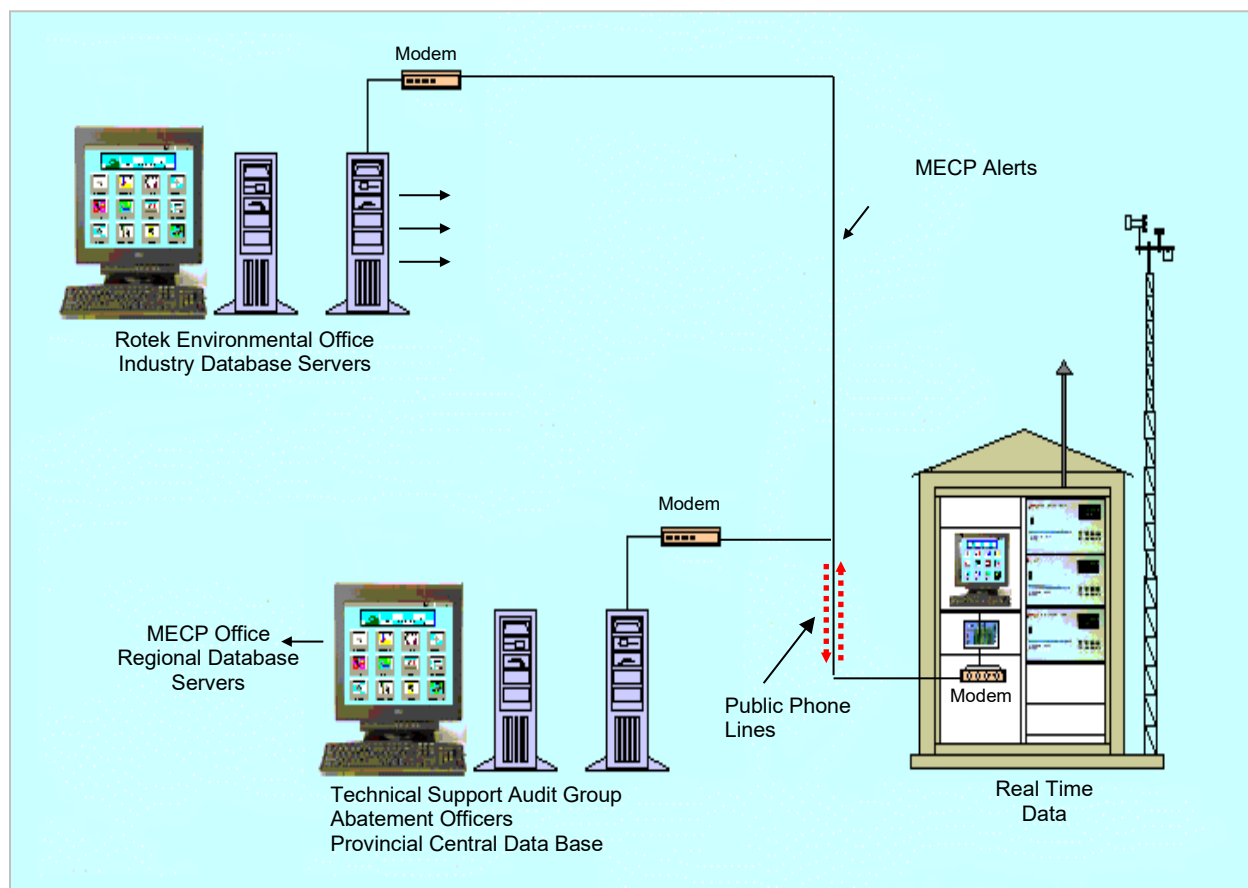 Modem
MECP Alerts
Rotek Environmental Office
Industry Database Servers
Modem
MECP Office
Regional Database
Servers
Public Phone
Lines
Modem
Technical Support Audit Group
Abatement Officers
Provincial Central Data Base
Real Time
Data